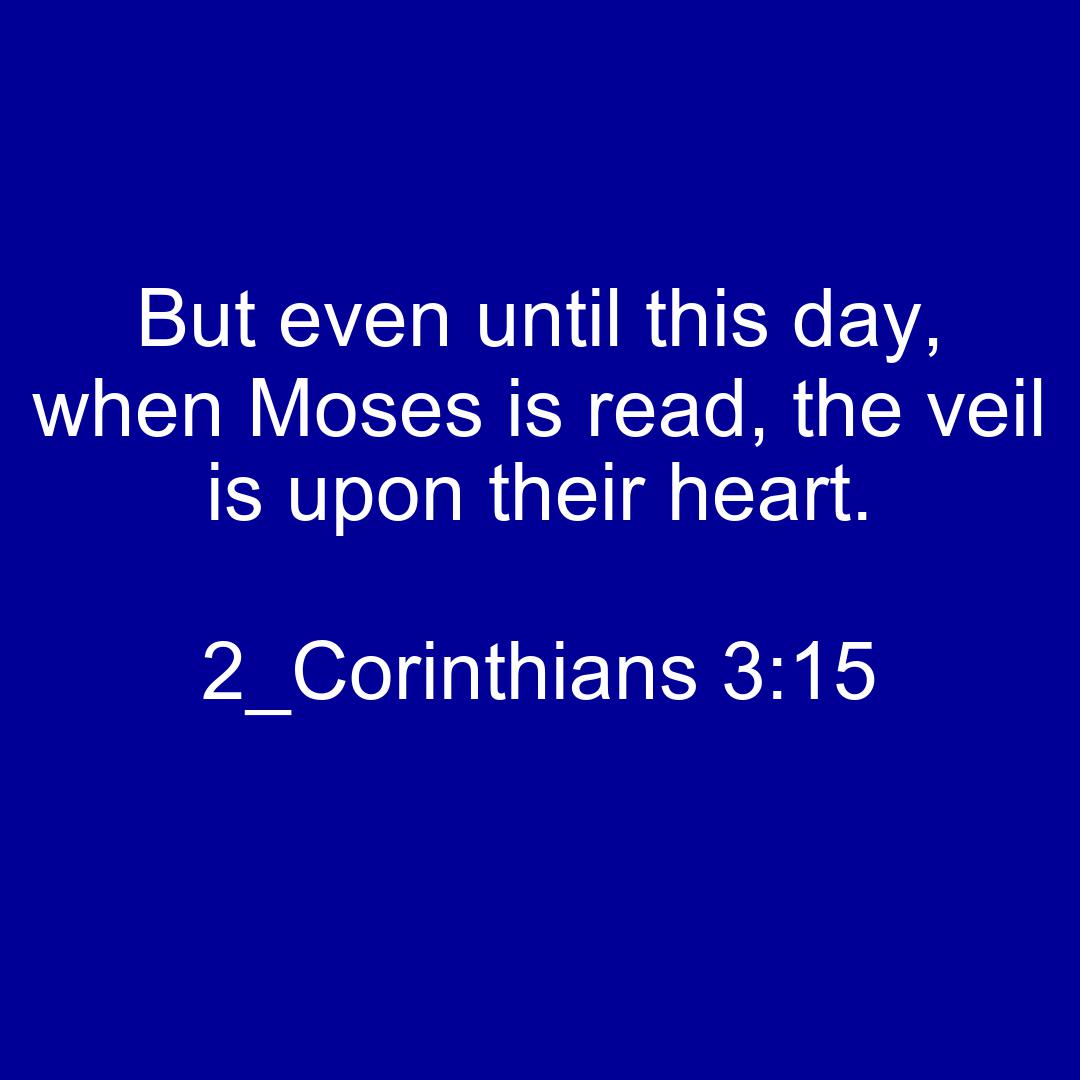 But even until this day,
when Moses is read, the veil
is upon their heart.
2_Corinthians 3:15